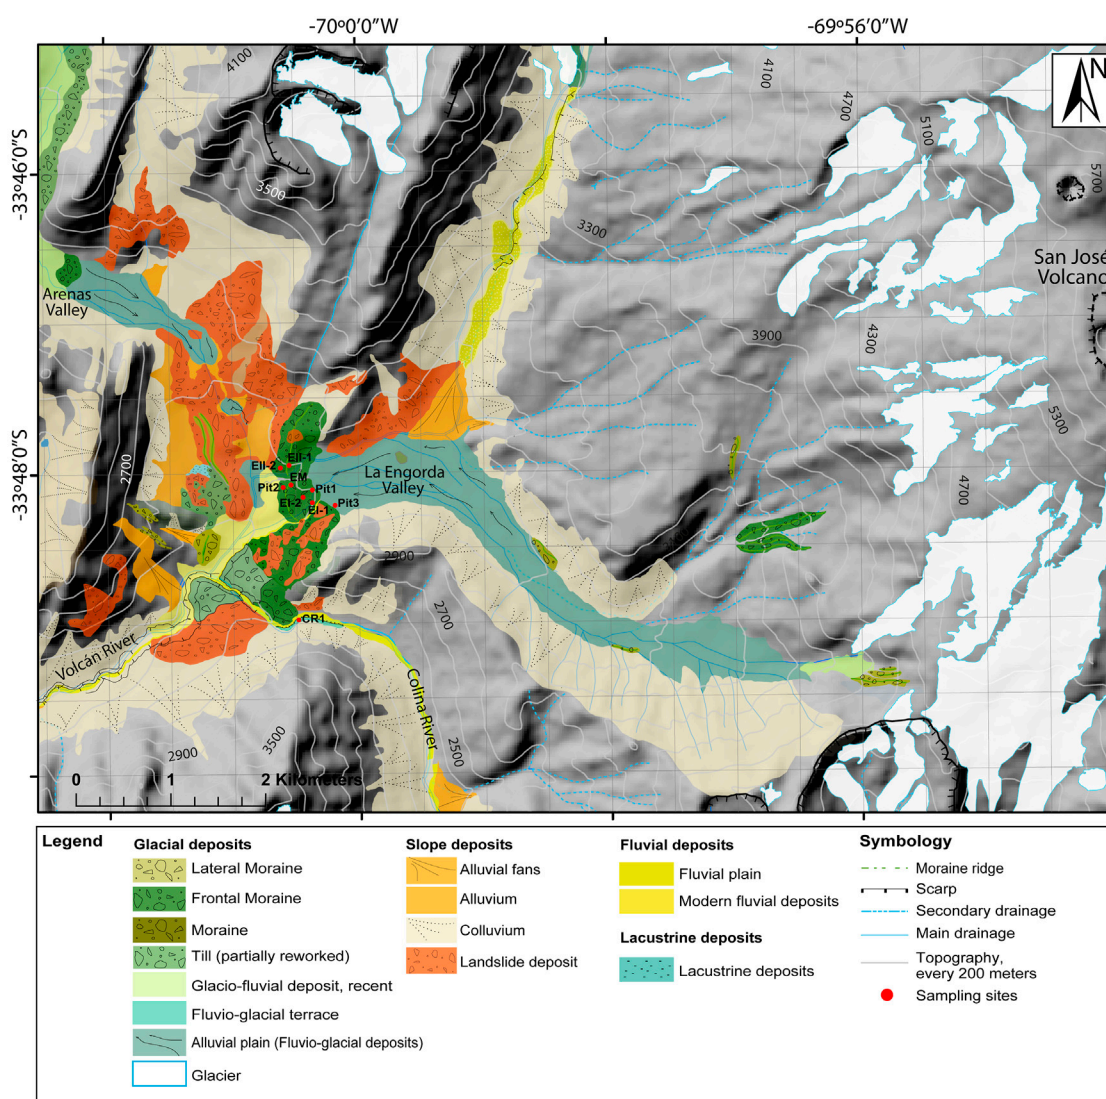 -70º0'0"W
-69º56'0"W
N
4100
4100
4700
5100
5700
-33º46'0"S
3500
3300
San José
Volcano
Arenas
Valley
3900
4300
5300
2700
EII-1
EII-2
La Engorda
Valley
-33º48'0"S
EM
Pit2
Pit1
EI-2
EI-1
Pit3
4700
2900
2700
CR1
Volcán River
Colina River
3500
2900
2500
0 1 2 Kilometers
Legend
Glacial deposits
Lateral Moraine
Frontal Moraine
Moraine
Till (partially reworked)
Glacio-fluvial deposit, recent
Fluvio-glacial terrace
Alluvial plain (Fluvio-glacial deposits)
Glacier
Slope deposits
Alluvial fans
Alluvium
Colluvium
Landslide deposit
Fluvial deposits
Fluvial plain
Modern fluvial deposits
Lacustrine deposits
Lacustrine deposits
Symbology
Moraine ridge
Scarp
Secondary drainage
Main drainage
Topography,
every 200 meters
Sampling sites